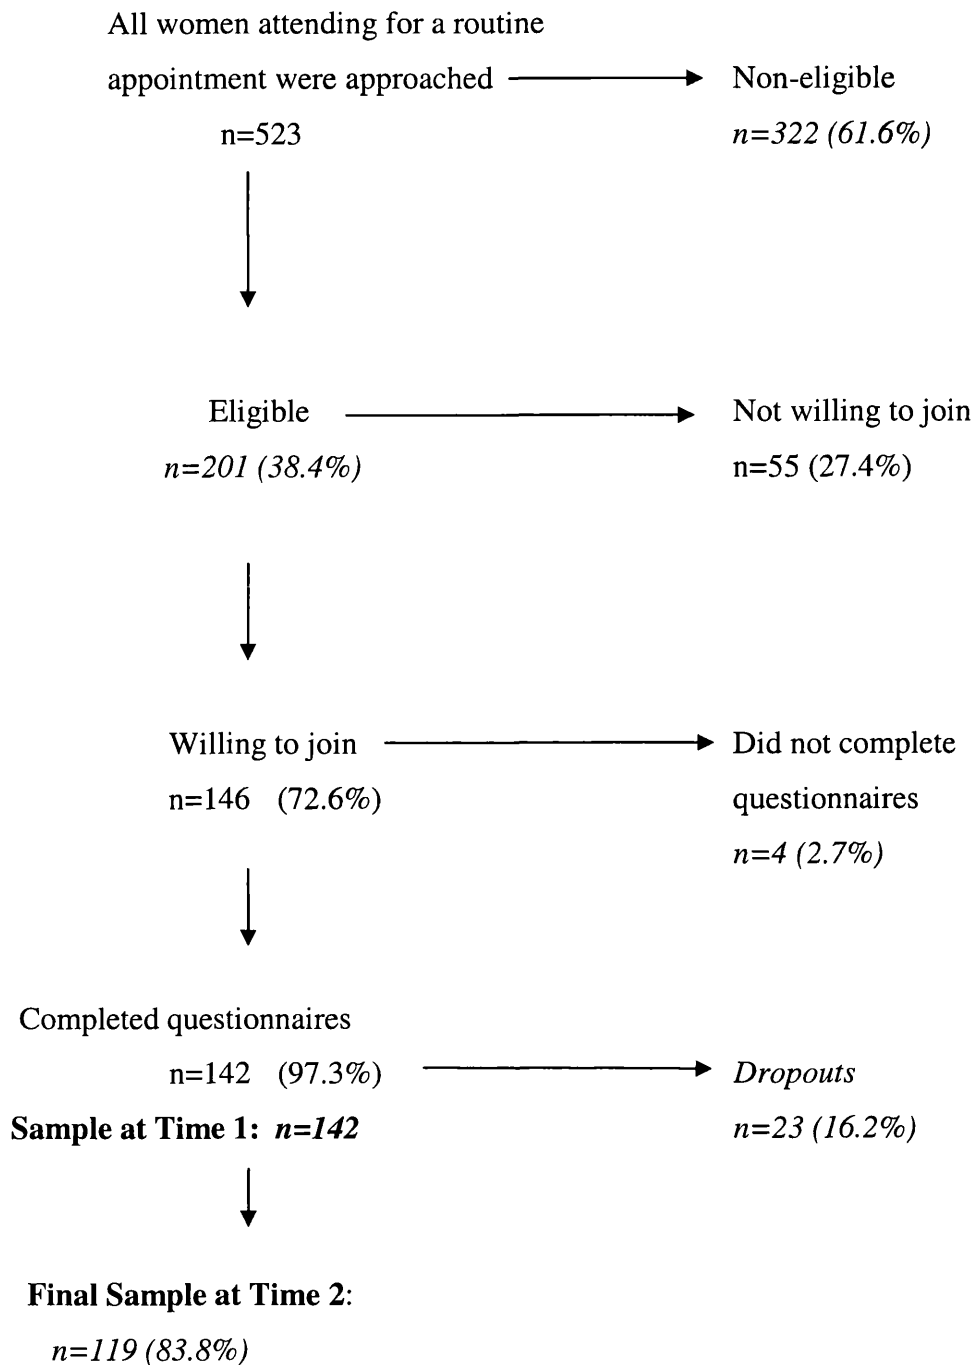 All women attending for a routine
appointment were approached
n=523
Non-eligible
n=322 (61.6%)
Eligible
n=201 (38.4%)
Not willing to join
n=55 (27.4%)
Willing to join
n=146 (72.6%)
Did not complete
questionnaires
n=4 (2.7%)
Completed questionnaires
n=142 (97.3%)
Sample at Time 1: n=142
Dropouts
n=23 (16.2%)
Final Sample at Time 2:
n=119 (83.8%)